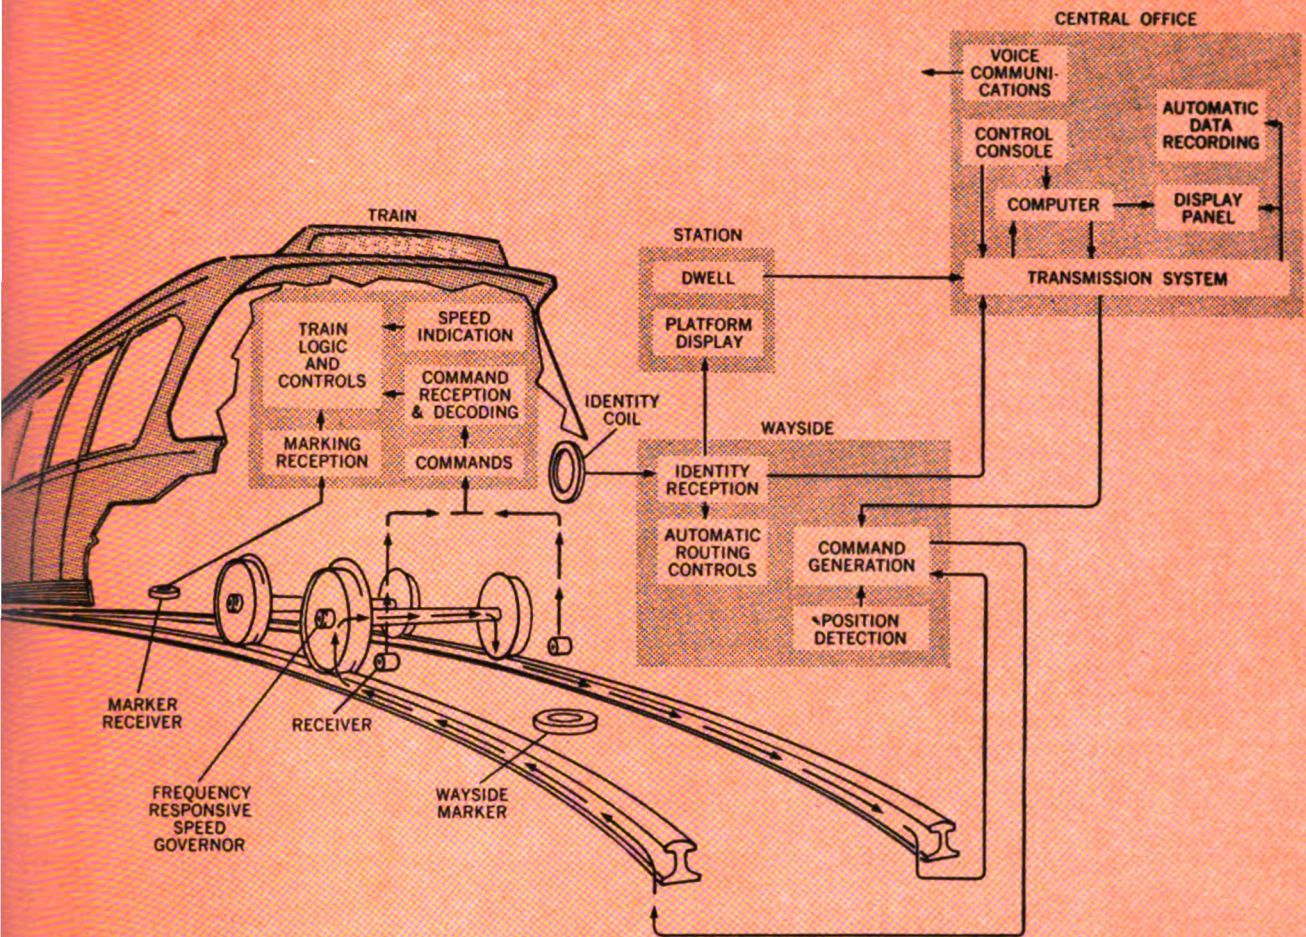 CENTRAL OFFICE
VOICE
COMMUNI-
CATIONS
AUTOMATIC
DATA
RECORDING
CONTROL
CONSOLE
COMPUTER
DISPLAY
PANEL
TRANSMISSION SYSTEM
TRAIN
EXPRESS
STATION
DWELL
PLATFORM
DISPLAY
TRAIN
LOGIC
AND
CONTROLS
SPEED
INDICATION
COMMAND
RECEPTION
& DECODING
MARKING
RECEPTION
COMMANDS
IDENTITY
COIL
WAYSIDE
IDENTITY
RECEPTION
AUTOMATIC
ROUTING
CONTROLS
COMMAND
GENERATION
POSITION
DETECTION
MARKER
RECEIVER
RECEIVER
FREQUENCY
RESPONSIVE
SPEED
GOVERNOR
WAYSIDE
MARKER